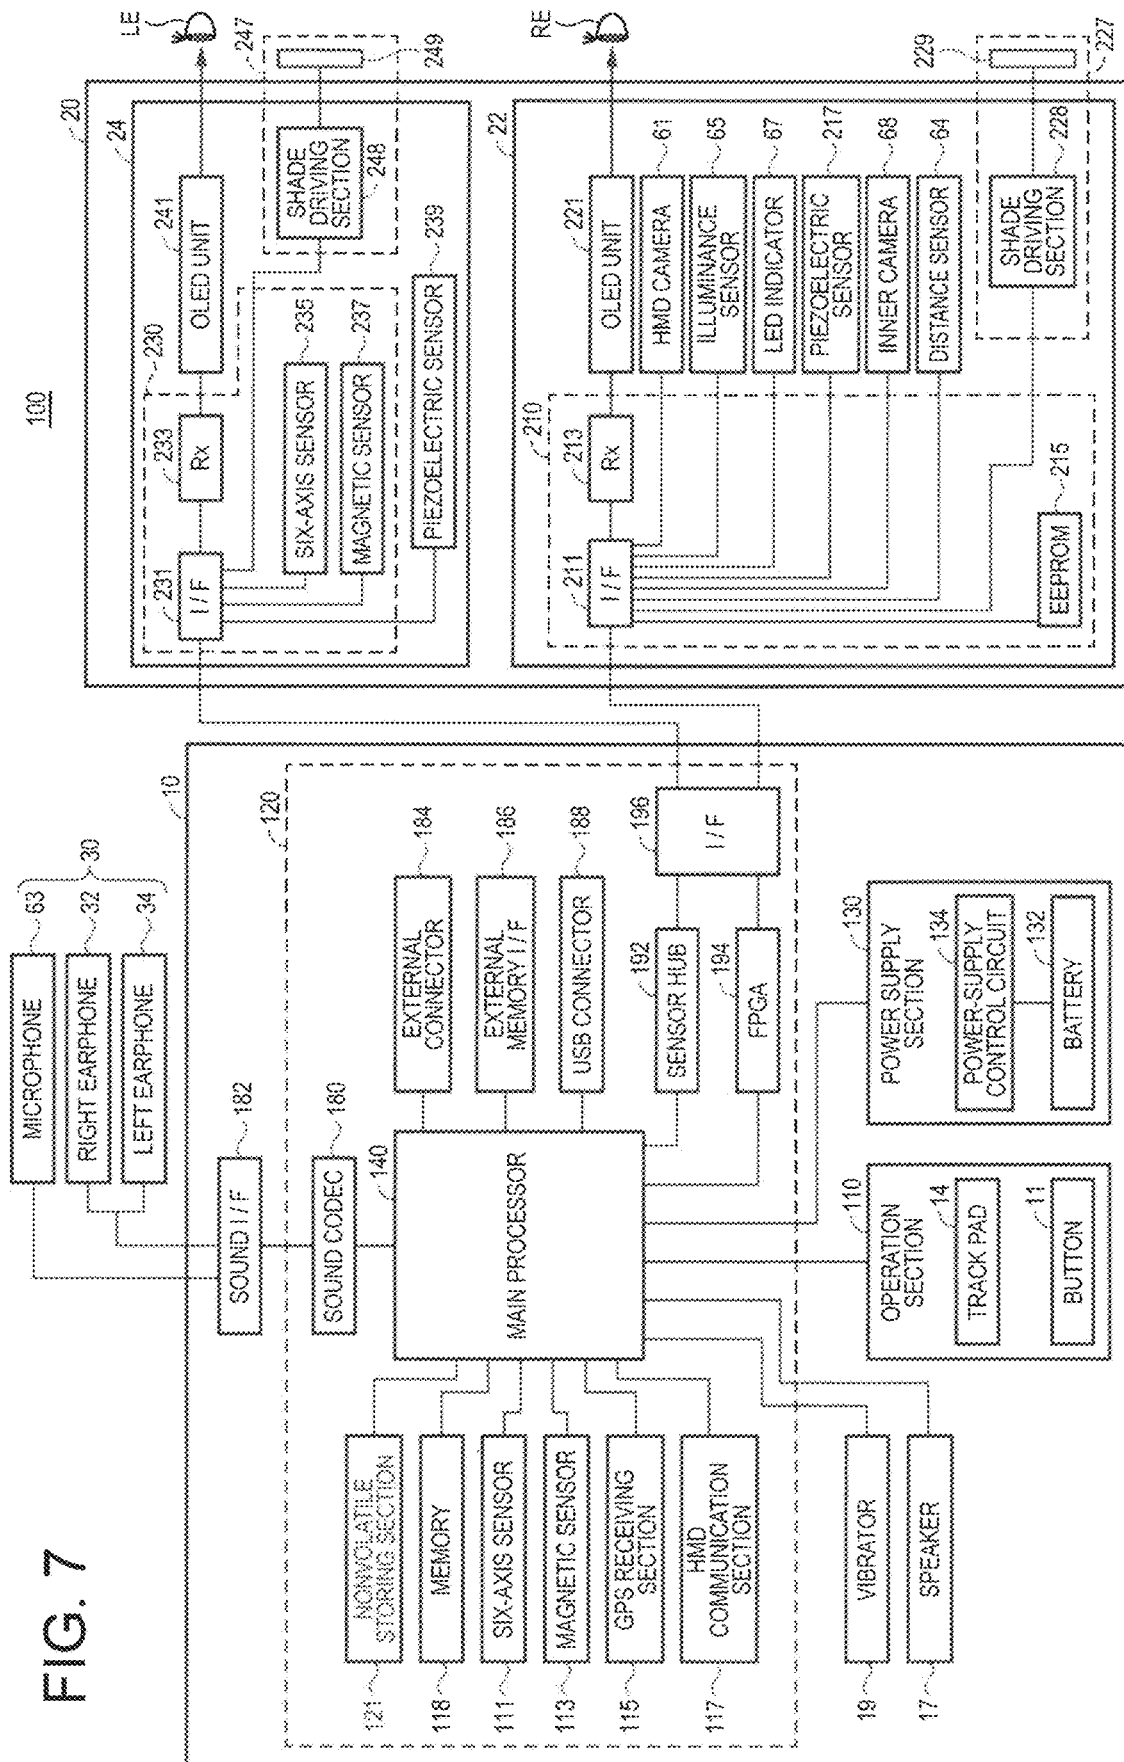 FIG. 7
100
MICROPHONE
63
RIGHT EARPHONE
32
LEFT EARPHONE
34
30
10
SOUND I / F
182
120
SOUND CODEC
180
NONVOLATILE
STORING SECTION
121
MEMORY
118
SIX-AXIS SENSOR
111
MAGNETIC SENSOR
113
GPS RECEIVING
SECTION
115
HMD
COMMUNICATION
SECTION
117
MAIN PROCESSOR
140
EXTERNAL
CONNECTOR
184
EXTERNAL
MEMORY I / F
186
USB CONNECTOR
188
SENSOR HUB
192
FPGA
194
I / F
196
VIBRATOR
19
SPEAKER
17
OPERATION
SECTION
110
TRACK PAD
14
BUTTON
11
POWER SUPPLY
SECTION
130
POWER-SUPPLY
CONTROL CIRCUIT
134
BATTERY
132
20
24
230
I / F
231
Rx
233
OLED UNIT
241
LE
SIX-AXIS SENSOR
235
MAGNETIC SENSOR
237
PIEZOELECTRIC SENSOR
239
SHADE
DRIVING
SECTION
248
247
249
22
210
I / F
211
Rx
213
OLED UNIT
221
RE
HMD CAMERA
61
ILLUMINANCE
SENSOR
65
LED INDICATOR
67
PIEZOELECTRIC
SENSOR
217
INNER CAMERA
68
DISTANCE SENSOR
64
EEPROM
215
SHADE
DRIVING
SECTION
228
229
227